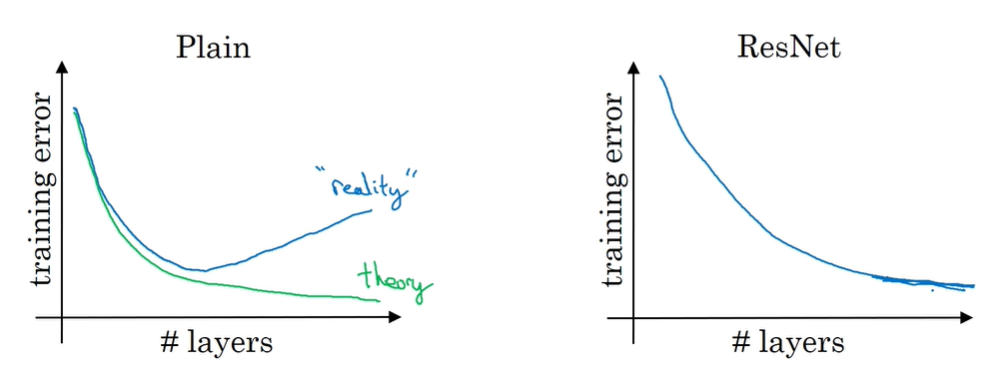 Plain
training error
"reality"
theory
# layers
ResNet
training error
# layers